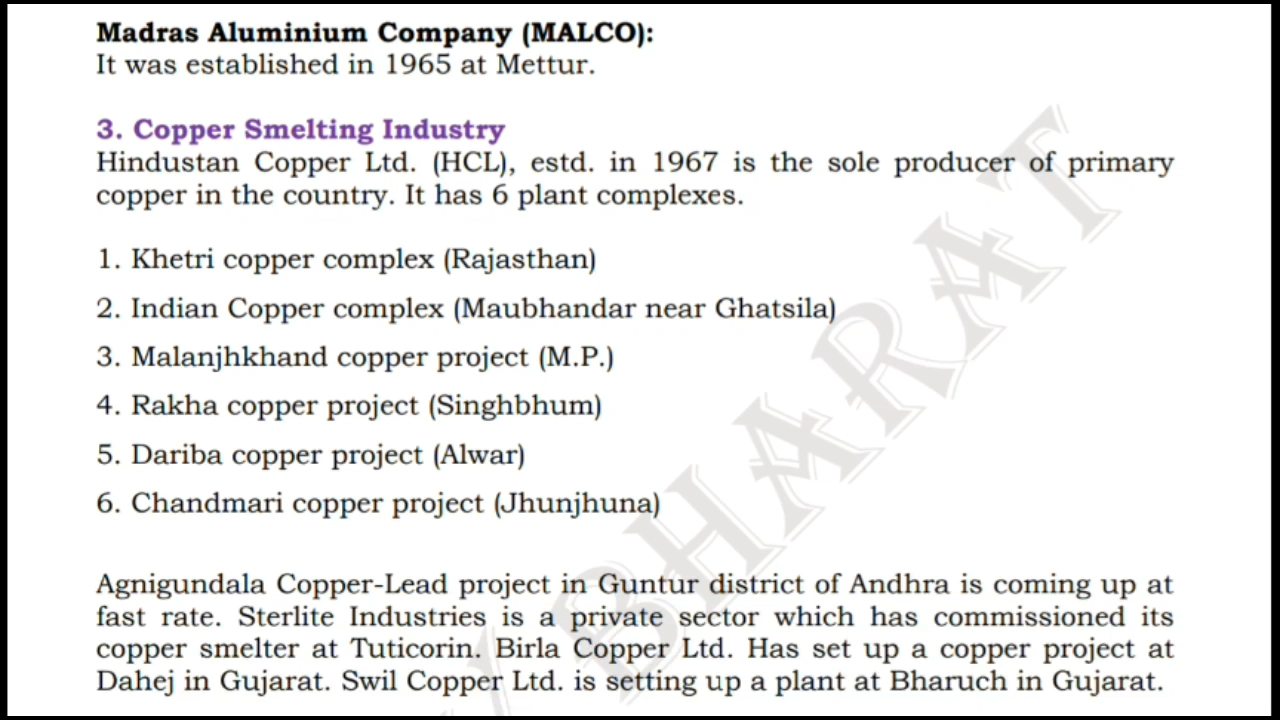 Madras Aluminium Company (MALCO):
It was established in 1965 at Mettur.
3. Copper Smelting Industry
Hindustan Copper Ltd. (HCL), estd. in 1967 is the sole producer of primary
copper in the country. It has 6 plant complexes.
1. Khetri copper complex (Rajasthan)
2. Indian Copper complex (Maubhandar near Ghatsila)
3. Malanjhkhand copper project (M.P.)
4. Rakha copper project (Singhbhum)
5. Dariba copper project (Alwar)
6. Chandmari copper project (Jhunjhuna)
Agnigundala Copper-Lead project in Guntur district of Andhra is coming up at
fast rate. Sterlite Industries is a private sector which has commissioned its
copper smelter at Tuticorin. Birla Copper Ltd. Has set up a copper project at
Dahej in Gujarat. Swil Copper Ltd. is setting up a plant at Bharuch in Gujarat.
BHARAT